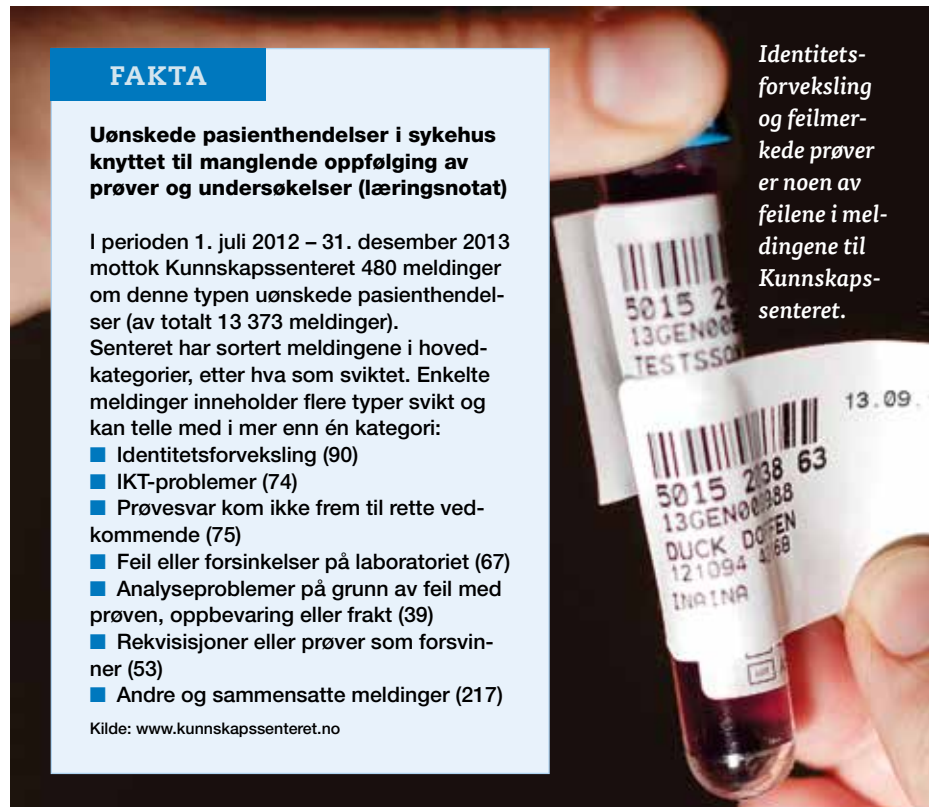 FAKTA
Uønskede pasienthendelser i sykehus
knyttet til manglende oppfølging av
prøver og undersøkelser (læringsnotat)
I perioden 1. juli 2012 – 31. desember 2013
mottok Kunnskapssenteret 480 meldinger
om denne typen uønskede pasienthendel-
ser (av totalt 13 373 meldinger).
Senteret har sortert meldingene i hoved-
kategorier, etter hva som sviktet. Enkelte
meldinger inneholder flere typer svikt og
kan telle med i mer enn én kategori:
■ Identitetsforveksling (90)
■ IKT-problemer (74)
■ Prøvesvar kom ikke frem til rette ved-
kommende (75)
■ Feil eller forsinkelser på laboratoriet (67)
■ Analyseproblemer på grunn av feil med
prøven, oppbevaring eller frakt (39)
■ Rekvisisjoner eller prøver som forsvin-
ner (53)
■ Andre og sammensatte meldinger (217)
Kilde: www.kunnskapssenteret.no
Identitets-
forveksling
og feilmer-
kede prøver
er noen av
feilene i mel-
dingene til
Kunnskaps-
senteret.
5015
TESTSSON
13.09.
5015 63
DUCK
121094
INAINA